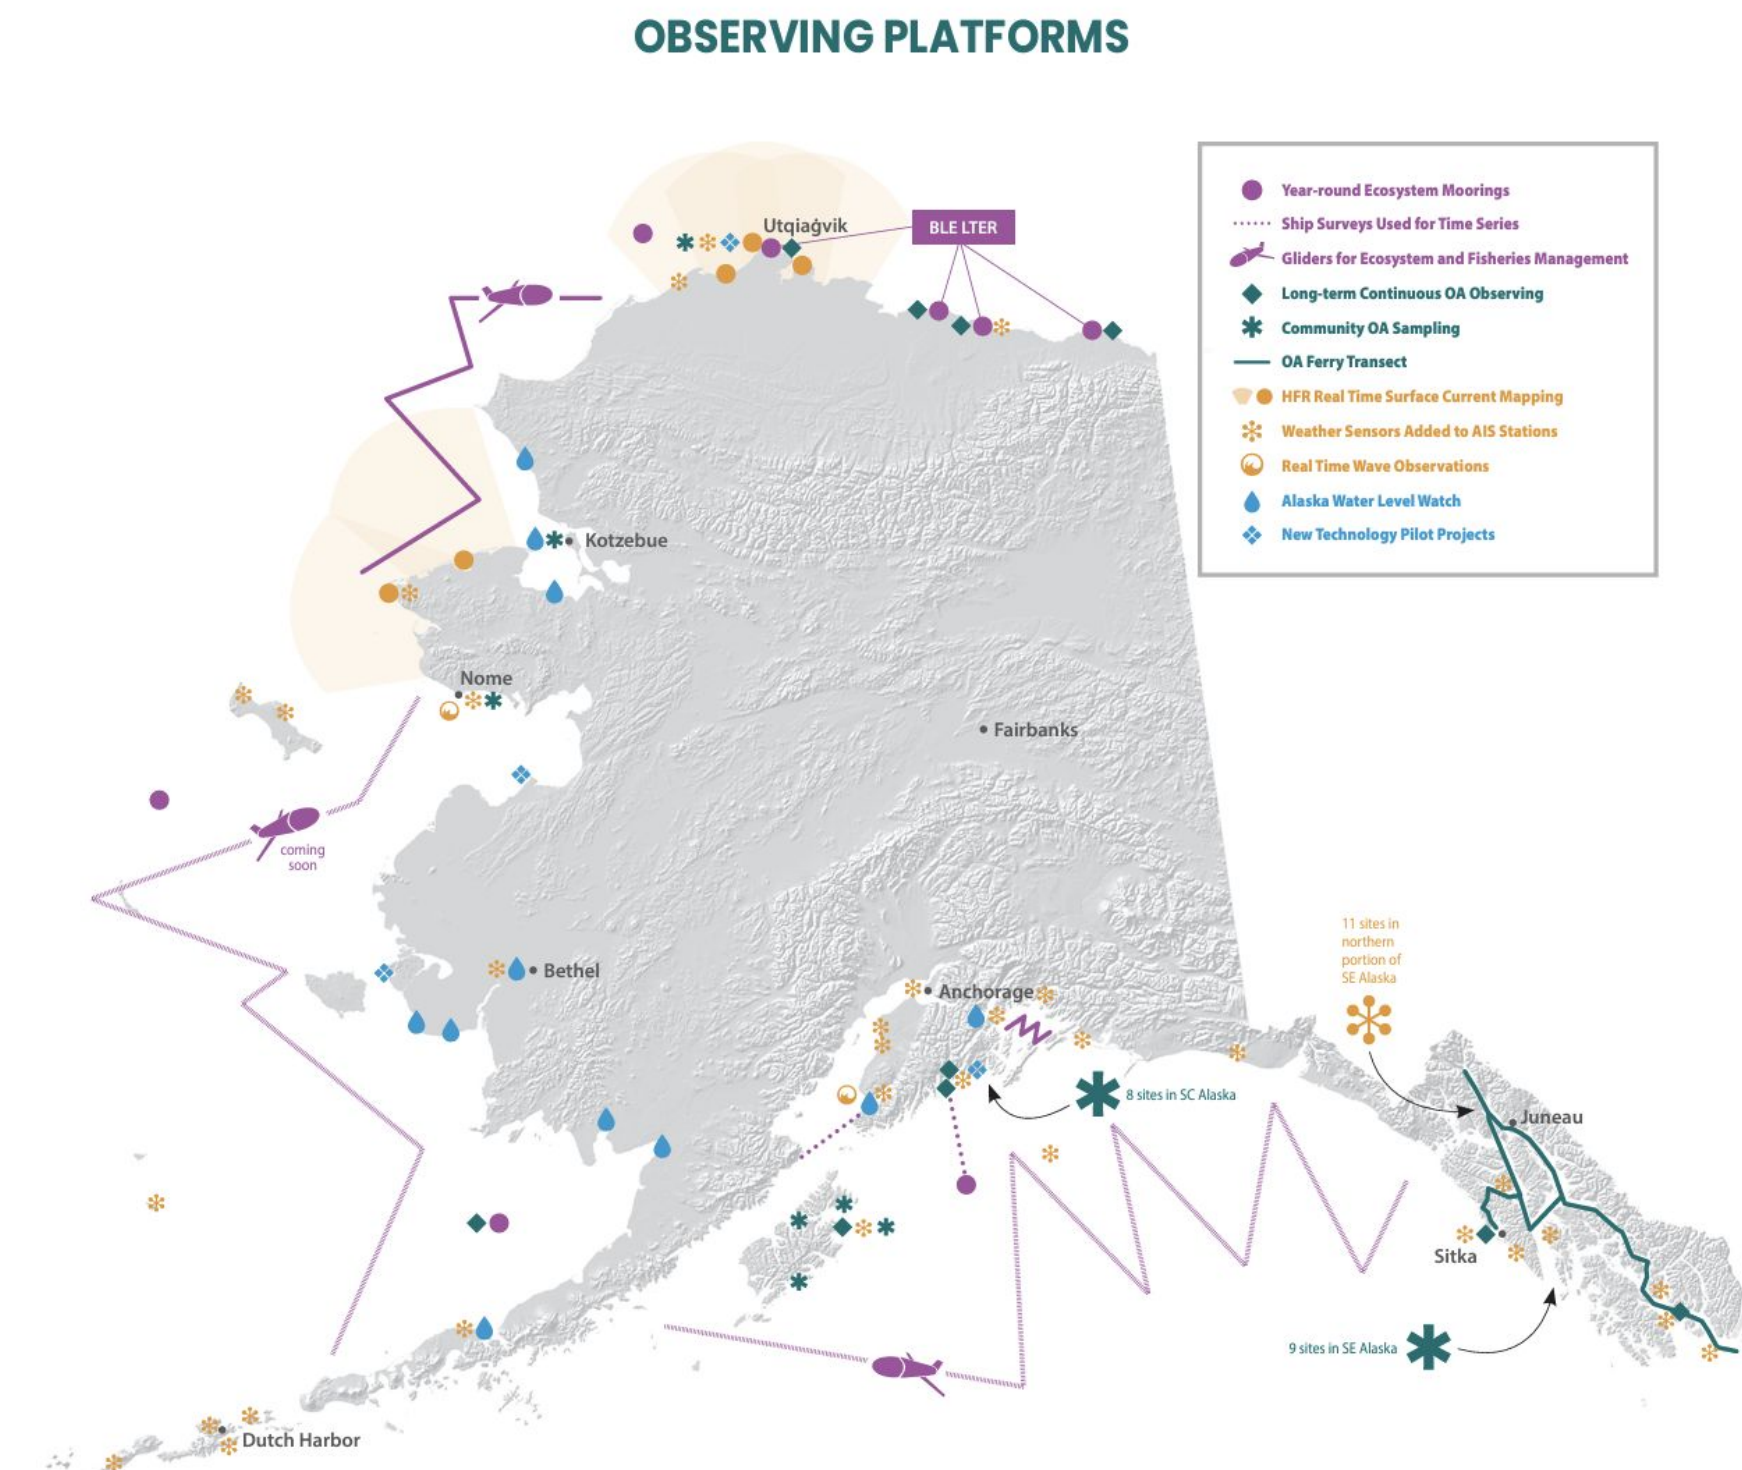 OBSERVING PLATFORMS
Utqiaġvik
BLE LTER
Year-round Ecosystem Moorings
Ship Surveys Used for Time Series
Gliders for Ecosystem and Fisheries Management
Long-term Continuous OA Observing
Community OA Sampling
OA Ferry Transect
HFR Real Time Surface Current Mapping
Weather Sensors Added to AIS Stations
Real Time Wave Observations
Alaska Water Level Watch
New Technology Pilot Projects
Kotzebue
Nome
Fairbanks
coming
soon
11 sites in
northern
portion of
SE Alaska
Bethel
Anchorage
8 sites in SC Alaska
Juneau
Sitka
9 sites in SE Alaska
Dutch Harbor